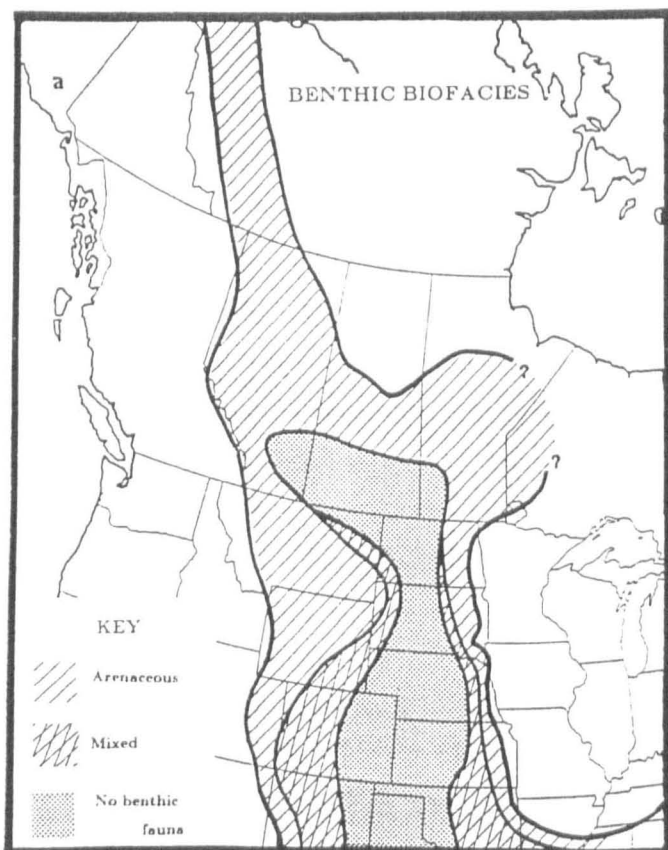 a
BENTHIC BIOFACIES
?
?
KEY
Arenaceous
Mixed
No benthic
fauna